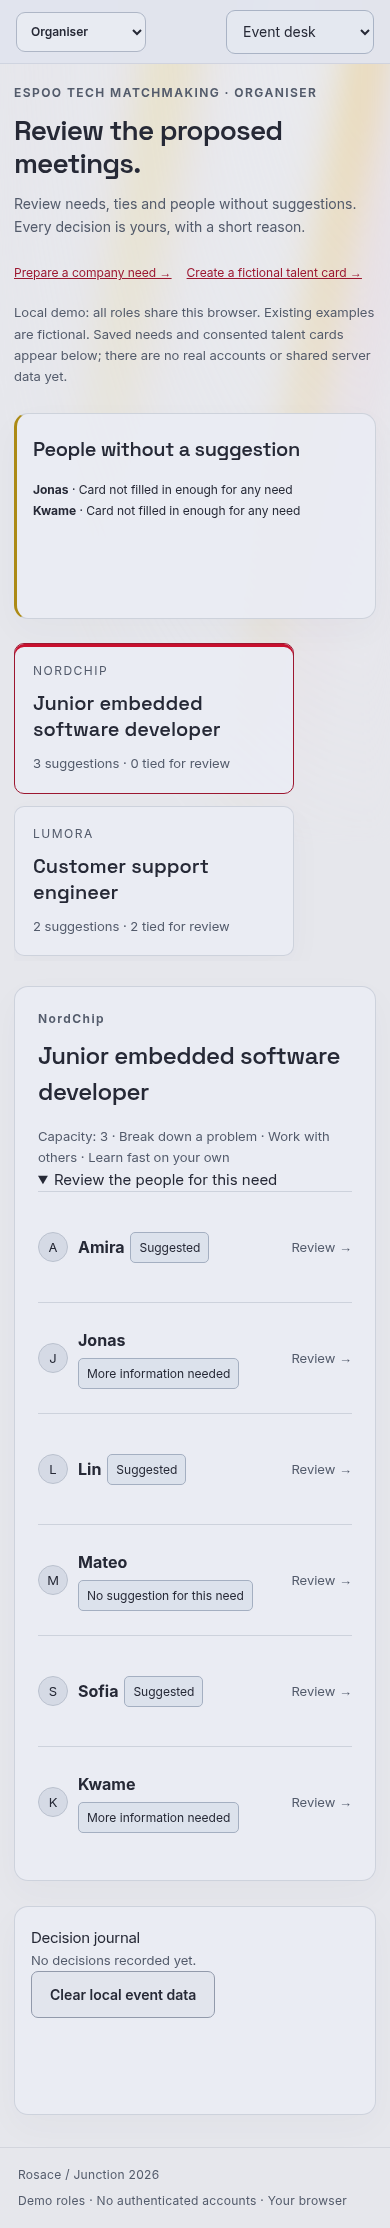 Organiser
Event desk
ESPOO TECH MATCHMAKING · ORGANISER
Review the proposed
meetings.
Review needs, ties and people without suggestions.
Every decision is yours, with a short reason.
Prepare a company need →
Create a fictional talent card →
Local demo: all roles share this browser. Existing examples
are fictional. Saved needs and consented talent cards
appear below; there are no real accounts or shared server
data yet.
People without a suggestion
Jonas · Card not filled in enough for any need
Kwame · Card not filled in enough for any need
NORDCHIP
Junior embedded
software developer
3 suggestions · 0 tied for review
LUMORA
Customer support
engineer
2 suggestions · 2 tied for review
NordChip
Junior embedded software
developer
Capacity: 3 · Break down a problem · Work with
others · Learn fast on your own
▼ Review the people for this need
A Amira Suggested Review →
J Jonas
More information needed
Review →
L Lin Suggested Review →
M Mateo
No suggestion for this need
Review →
S Sofia Suggested Review →
K Kwame
More information needed
Review →
Decision journal
No decisions recorded yet.
Clear local event data
Rosace / Junction 2026
Demo roles · No authenticated accounts · Your browser